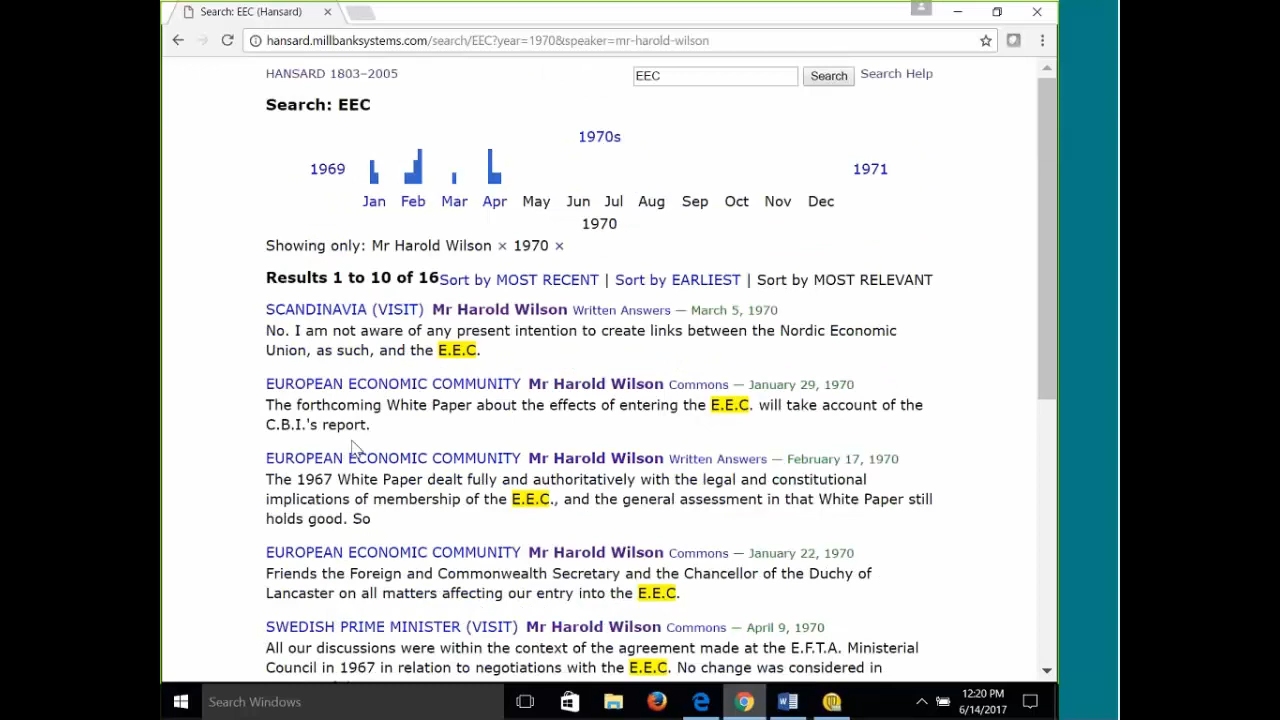 Search: EEC (Hansard)
hansard.millbanksystems.com/search/EEC?year=1970&speaker=mr-harold-wilson
HANSARD 1803–2005
EEC
Search
Search Help
Search: EEC
1970s
1969
1971
Jan Feb Mar Apr May Jun Jul Aug Sep Oct Nov Dec
1970
Showing only: Mr Harold Wilson × 1970 ×
Results 1 to 10 of 16 Sort by MOST RECENT | Sort by EARLIEST | Sort by MOST RELEVANT
SCANDINAVIA (VISIT) Mr Harold Wilson Written Answers — March 5, 1970
No. I am not aware of any present intention to create links between the Nordic Economic
Union, as such, and the E.E.C.
EUROPEAN ECONOMIC COMMUNITY Mr Harold Wilson Commons — January 29, 1970
The forthcoming White Paper about the effects of entering the E.E.C. will take account of the
C.B.I.'s report.
EUROPEAN ECONOMIC COMMUNITY Mr Harold Wilson Written Answers — February 17, 1970
The 1967 White Paper dealt fully and authoritatively with the legal and constitutional
implications of membership of the E.E.C., and the general assessment in that White Paper still
holds good. So
EUROPEAN ECONOMIC COMMUNITY Mr Harold Wilson Commons — January 22, 1970
Friends the Foreign and Commonwealth Secretary and the Chancellor of the Duchy of
Lancaster on all matters affecting our entry into the E.E.C.
SWEDISH PRIME MINISTER (VISIT) Mr Harold Wilson Commons — April 9, 1970
All our discussions were within the context of the agreement made at the E.F.T.A. Ministerial
Council in 1967 in relation to negotiations with the E.E.C. No change was considered in
Search Windows
12:20 PM
6/14/2017